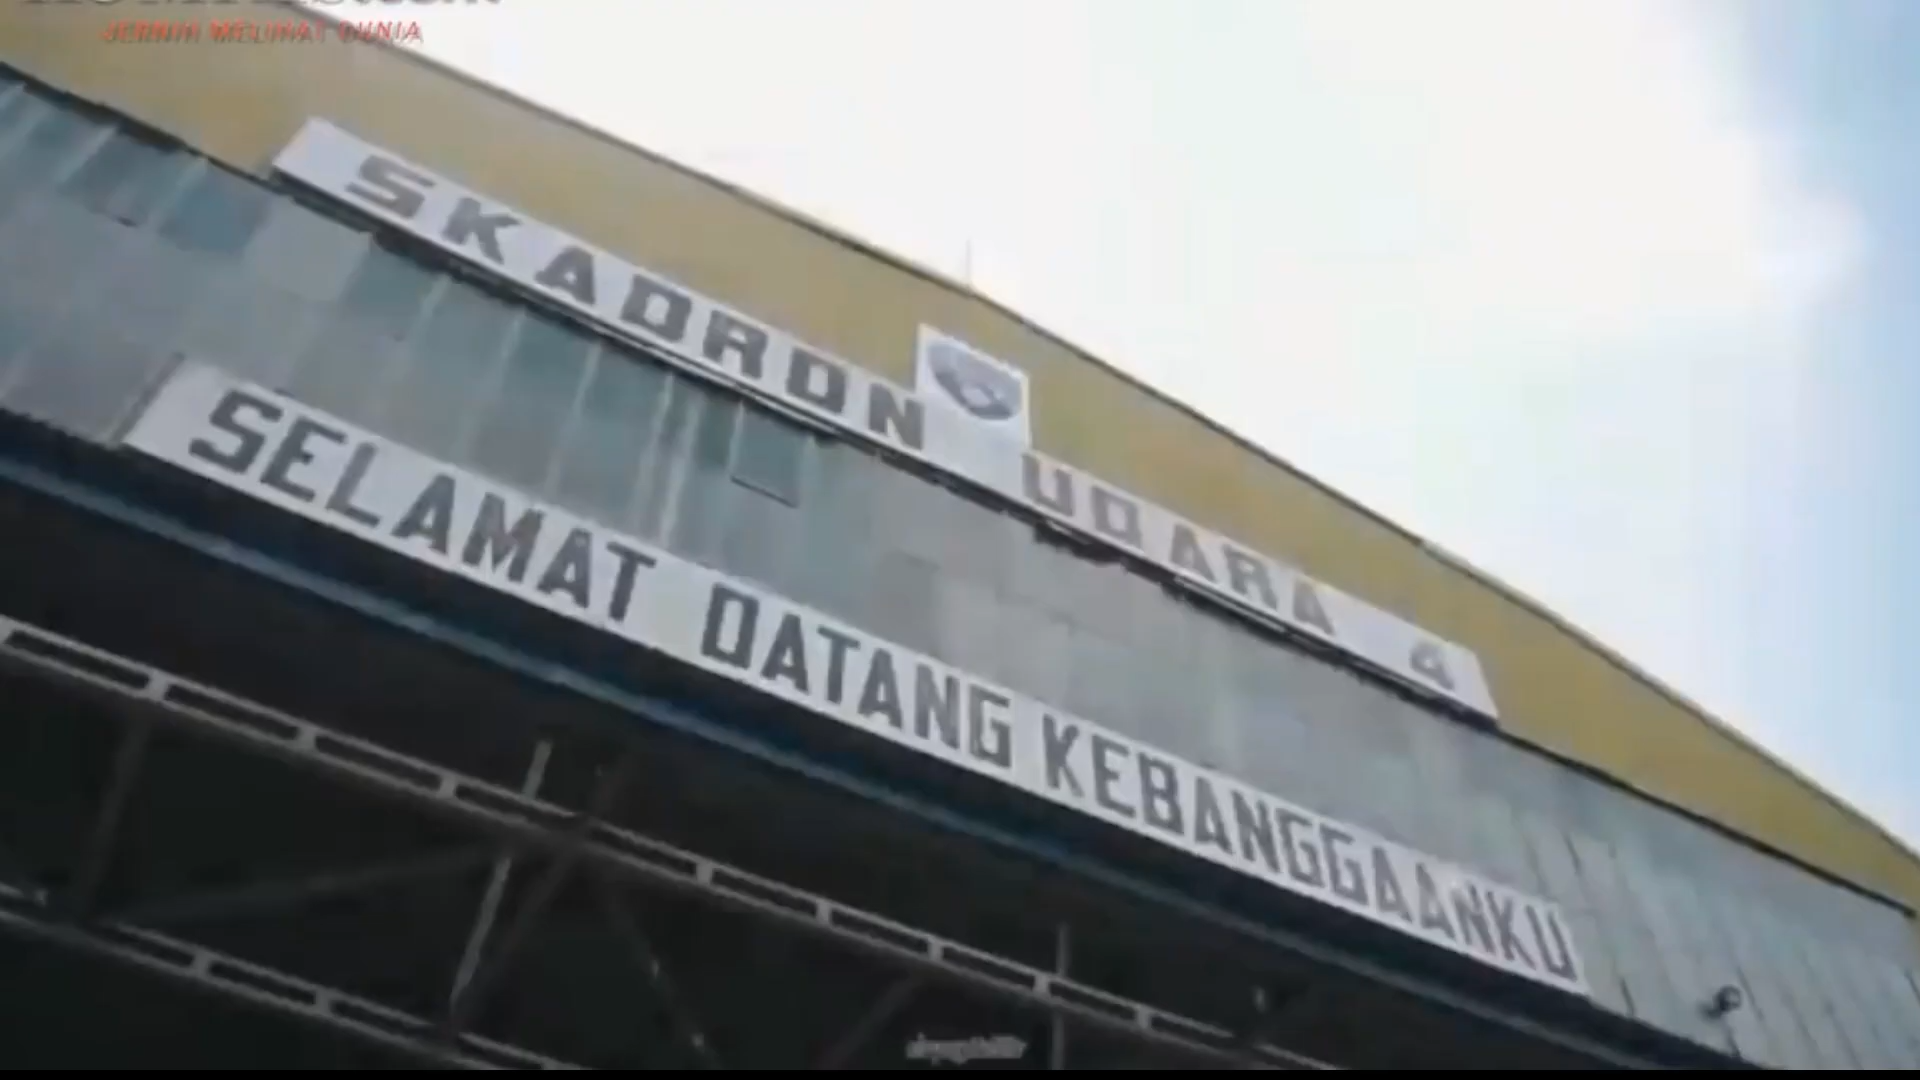 JERNIH MELIHAT DUNIA
SKADRON UDARA 4
SELAMAT DATANG KEBANGGAANKU